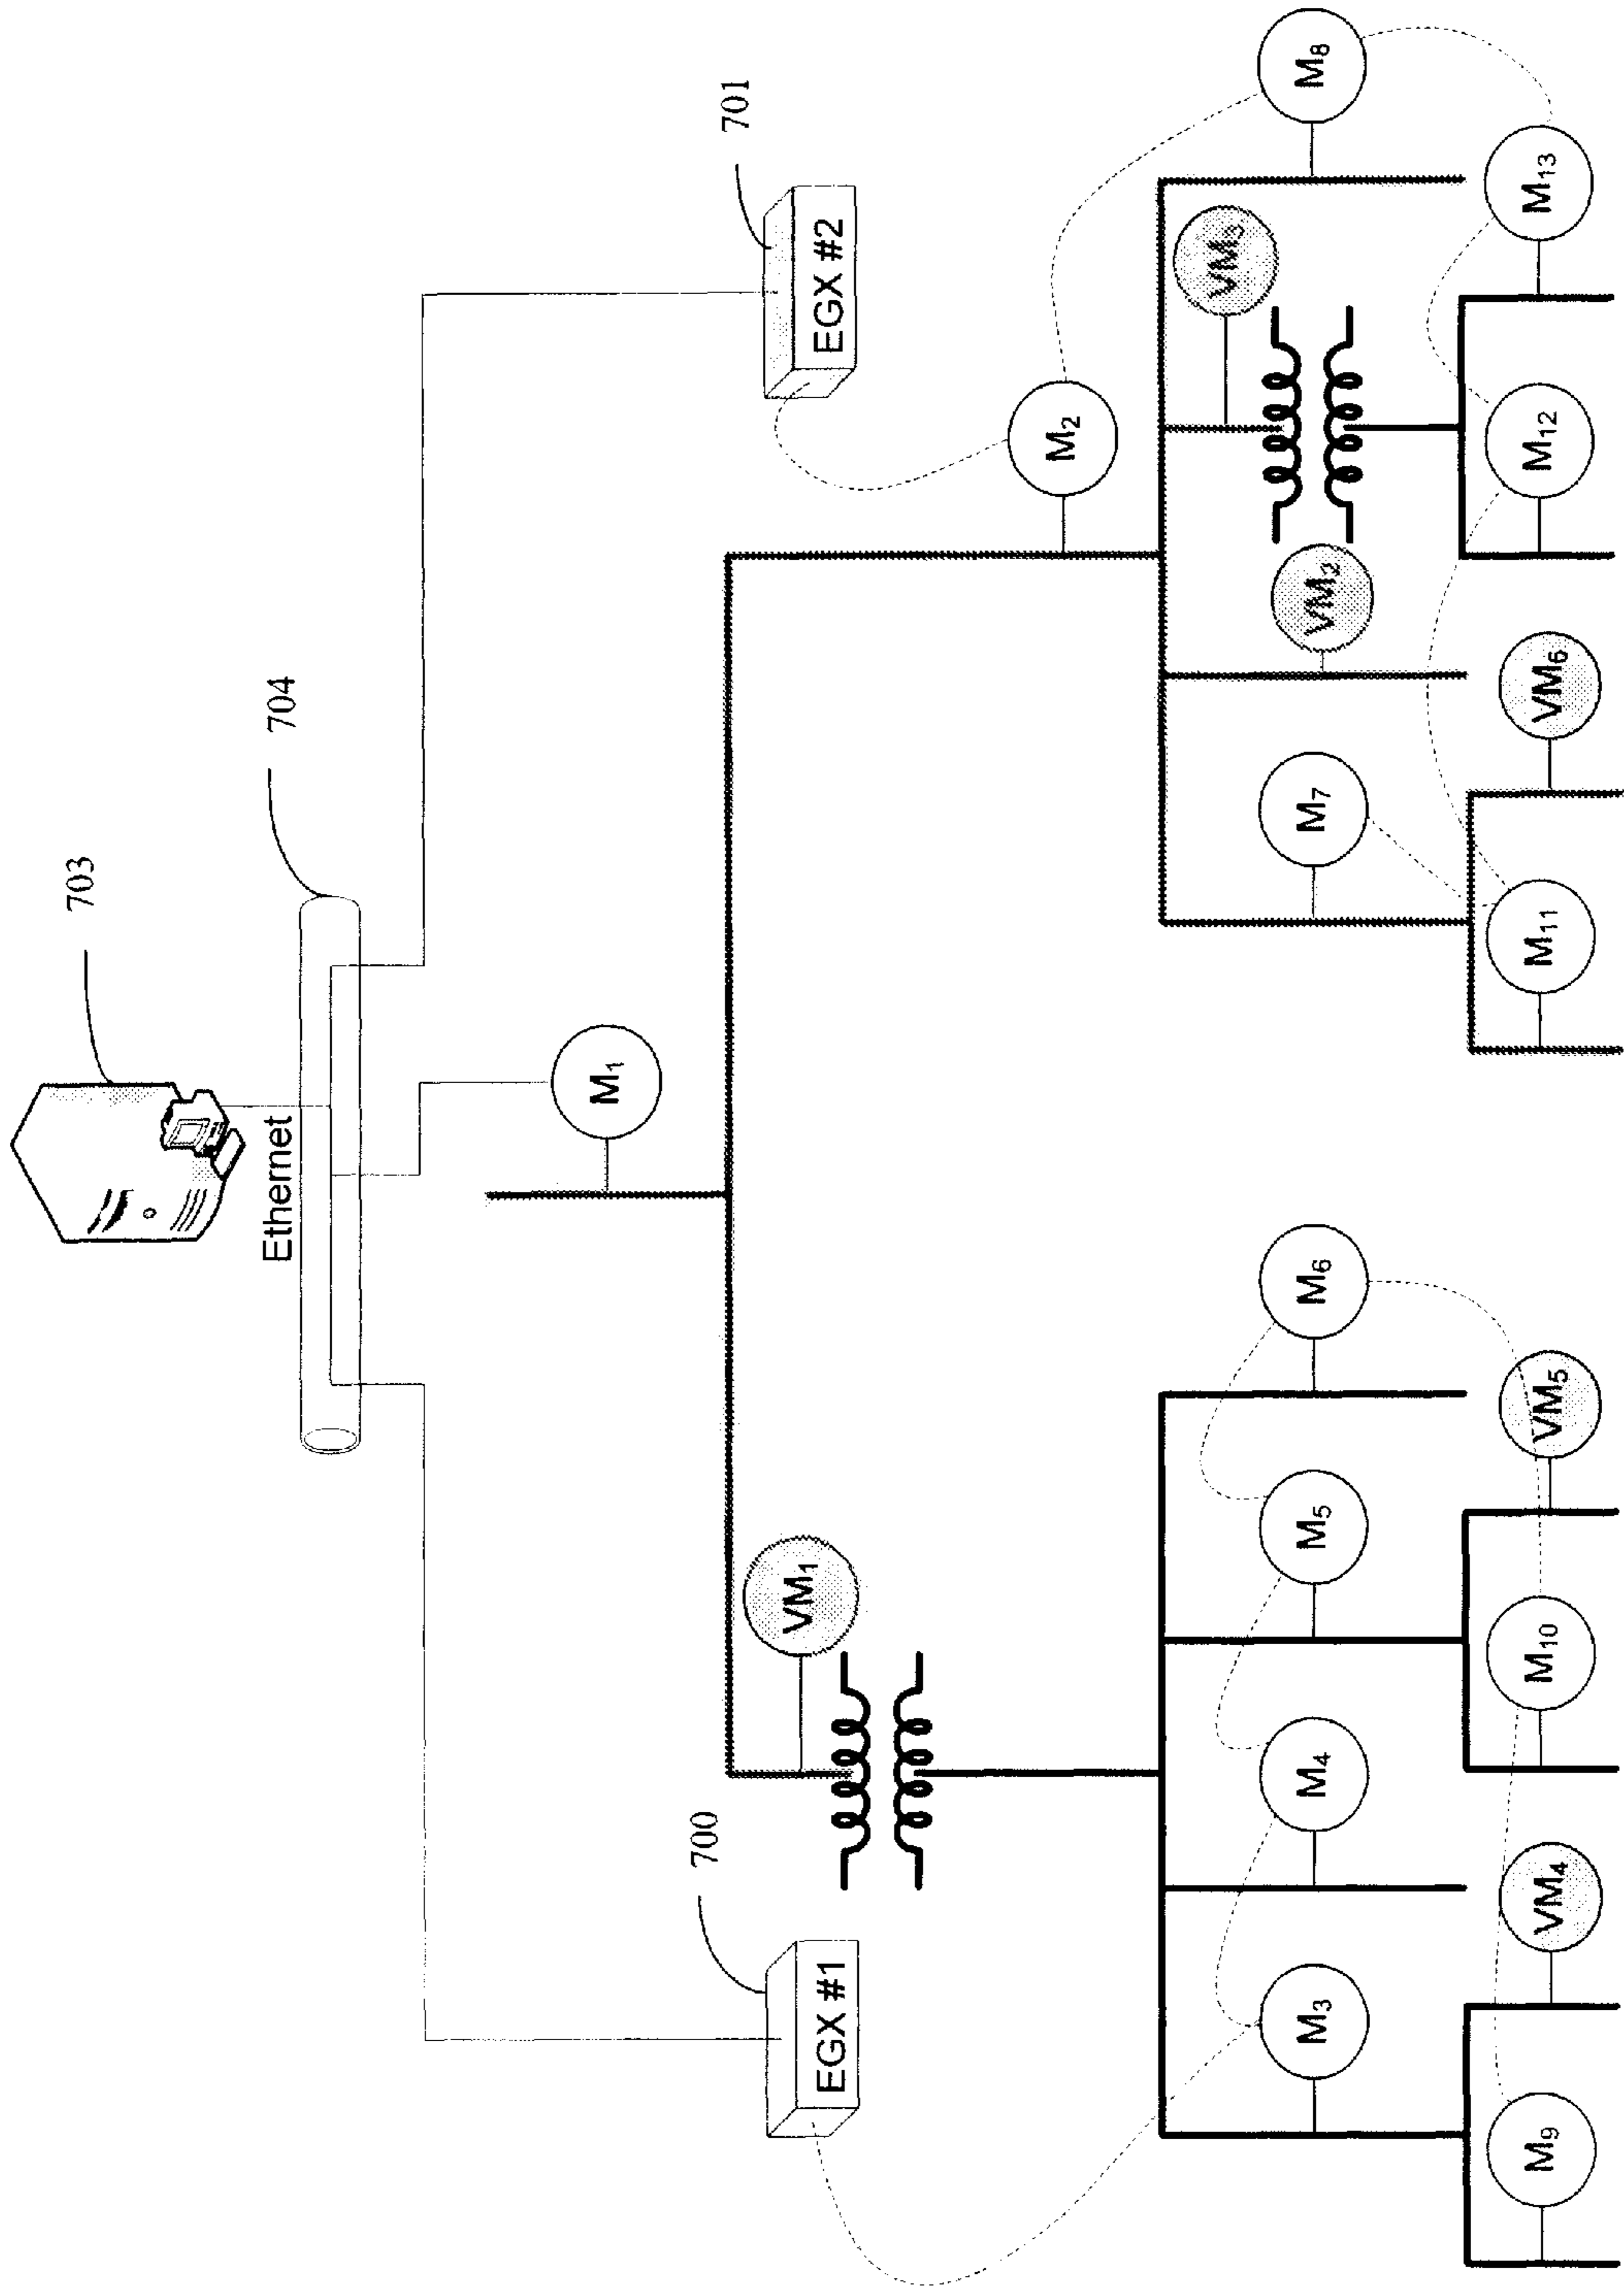 703
704
Ethernet
M1
700
EGX #1
701
EGX #2
VM1
M2
M3
M4
M5
M6
M7
VM2
VM3
M8
M9
VM4
M10
VM5
M11
VM6
M12
M13